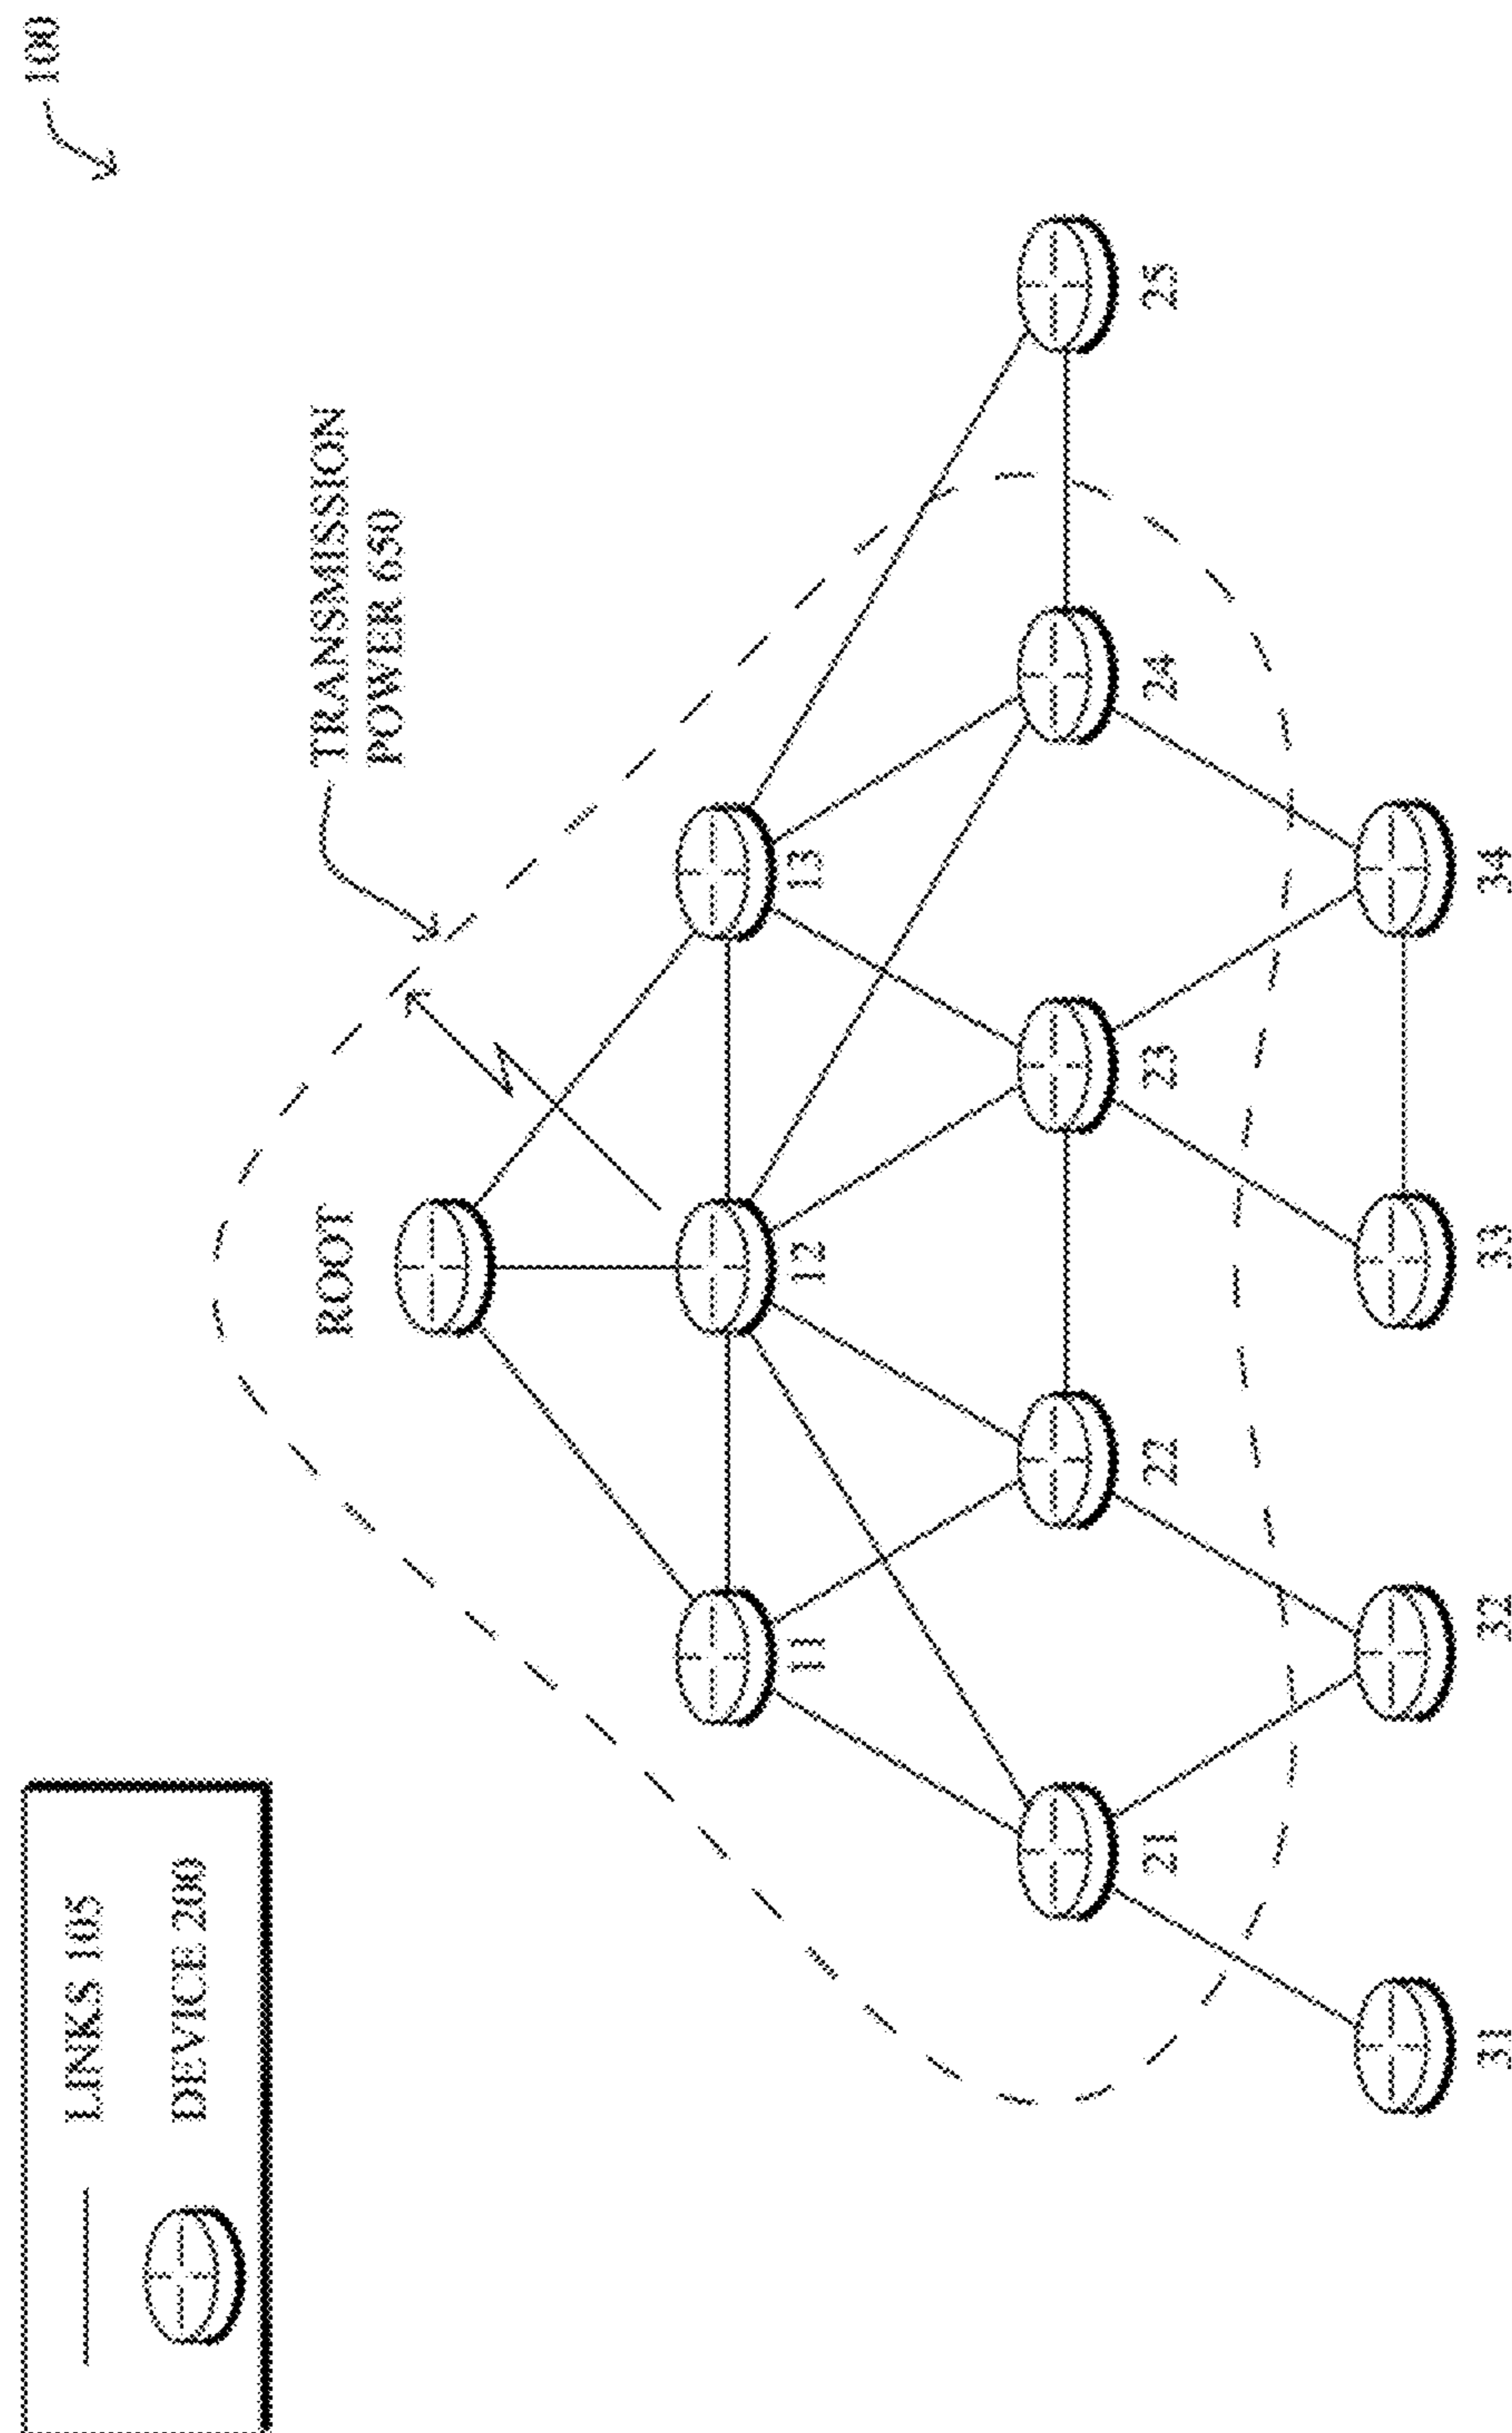 100
TRANSMISSION
POWER 650
ROOT
11
12
13
21
22
23
24
25
31
32
33
34
LINKS 105
DEVICE 200